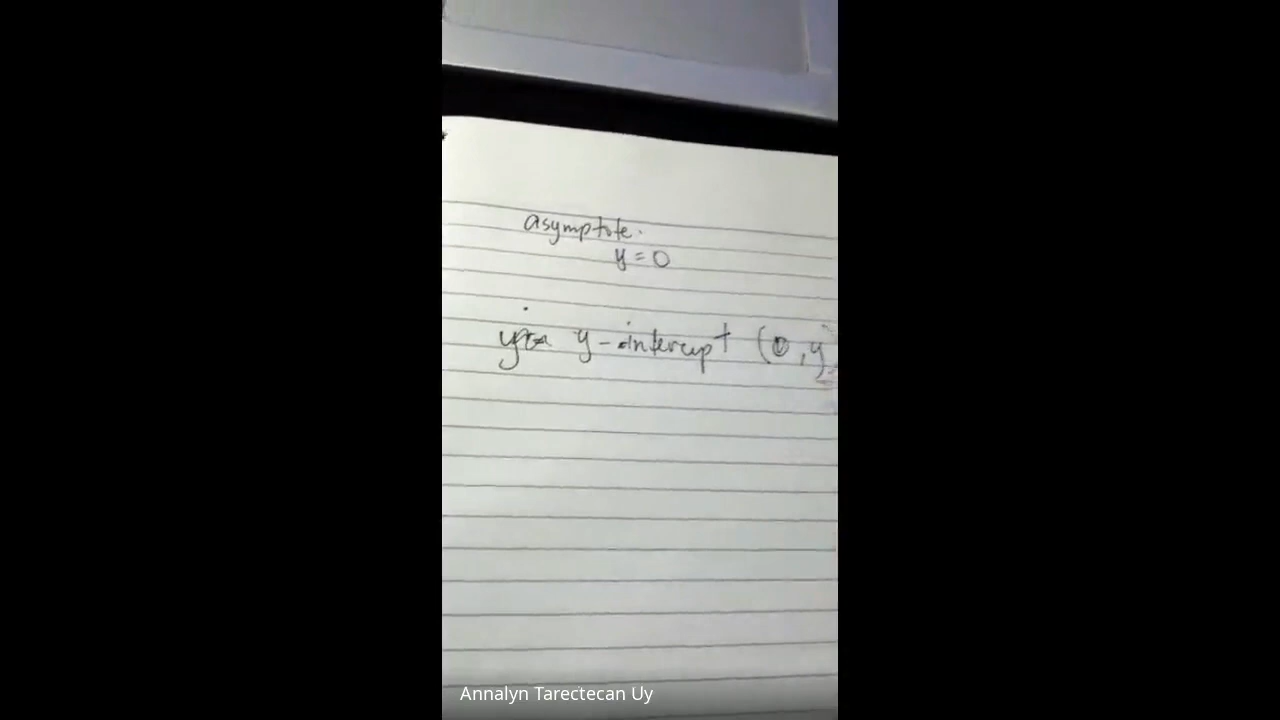 asymptote.
y = 0
y - intercept (0, y
Annalyn Tarectecan Uy